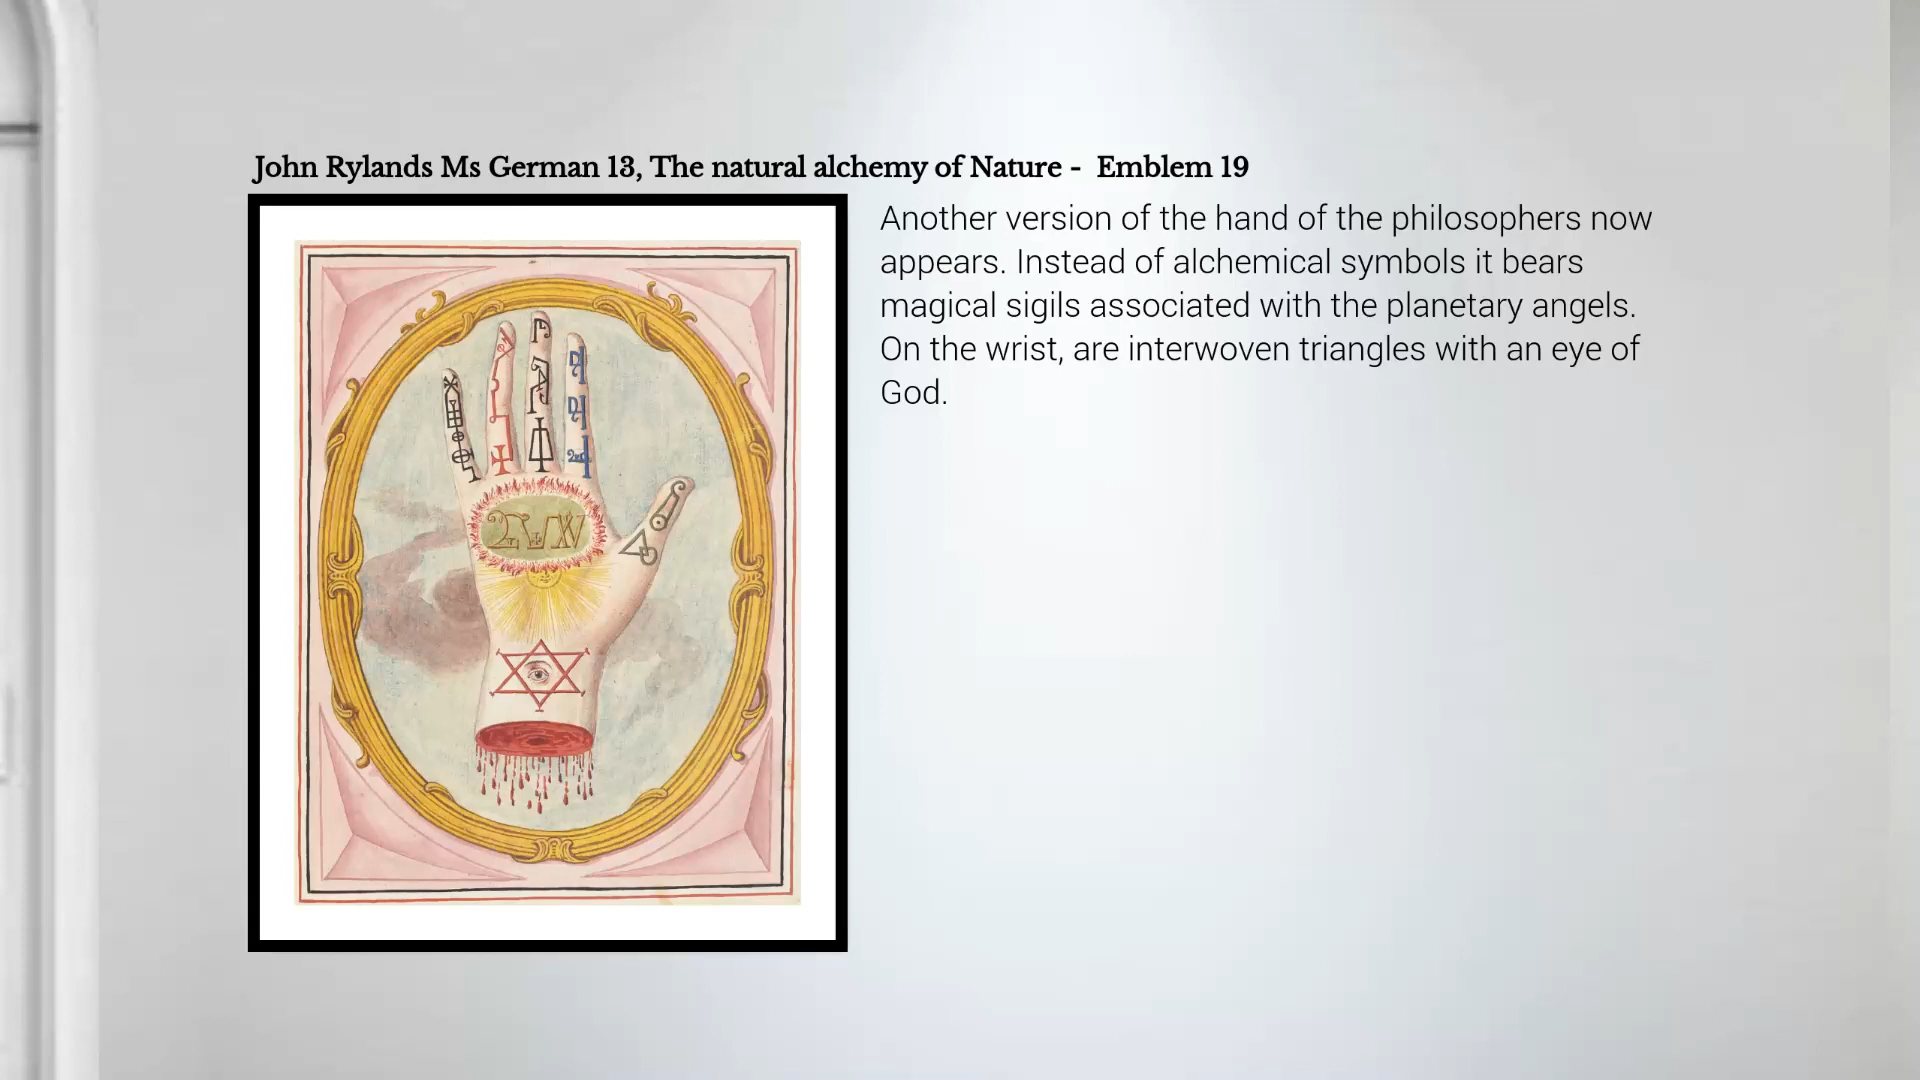 John Rylands Ms German 13, The natural alchemy of Nature - Emblem 19
Another version of the hand of the philosophers now
appears. Instead of alchemical symbols it bears
magical sigils associated with the planetary angels.
On the wrist, are interwoven triangles with an eye of
God.